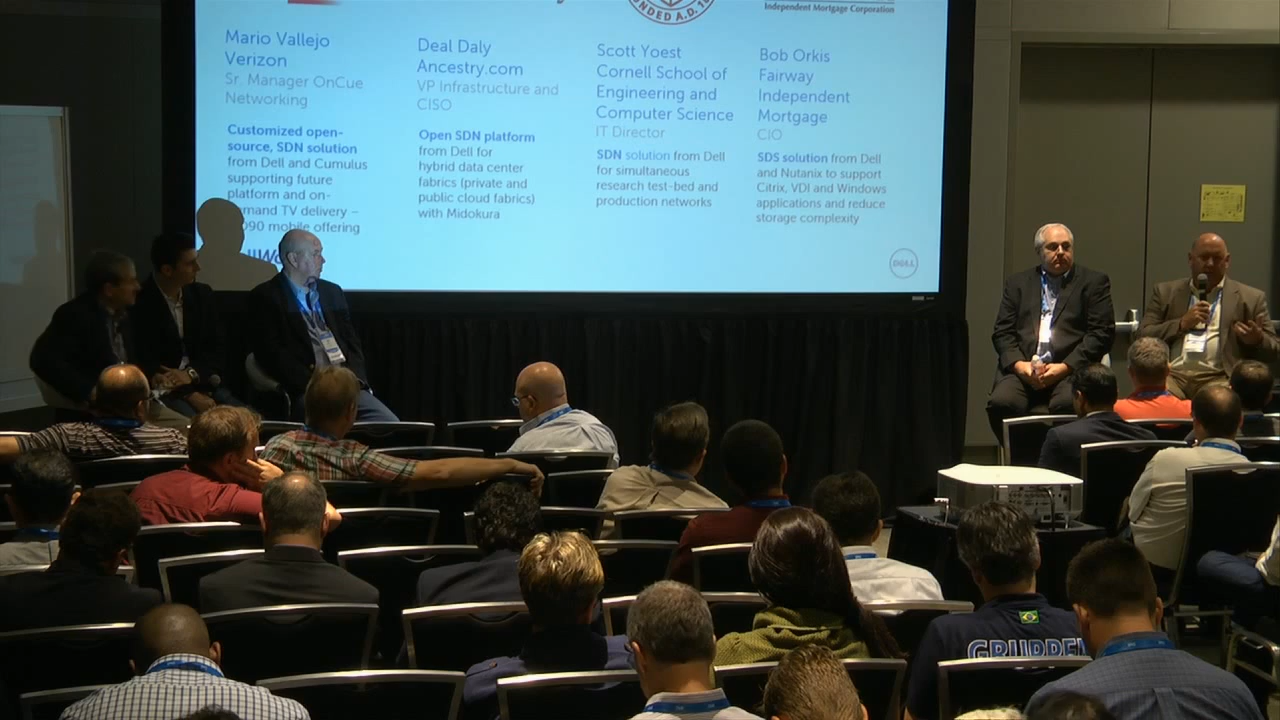 FOUNDED A.D. 18
Independent Mortgage Corporation
Mario Vallejo
Verizon
Sr. Manager OnCue
Networking
Customized open-
source, SDN solution
from Dell and Cumulus
supporting future
platform and on-
mand TV delivery –
090 mobile offering
Deal Daly
Ancestry.com
VP Infrastructure and
CISO
Open SDN platform
from Dell for
hybrid data center
fabrics (private and
public cloud fabrics)
with Midokura
Scott Yoest
Cornell School of
Engineering and
Computer Science
IT Director
SDN solution from Dell
for simultaneous
research test-bed and
production networks
Bob Orkis
Fairway
Independent
Mortgage
CIO
SDS solution from Dell
and Nutanix to support
Citrix, VDI and Windows
applications and reduce
storage complexity
DELL
GRUPPEN